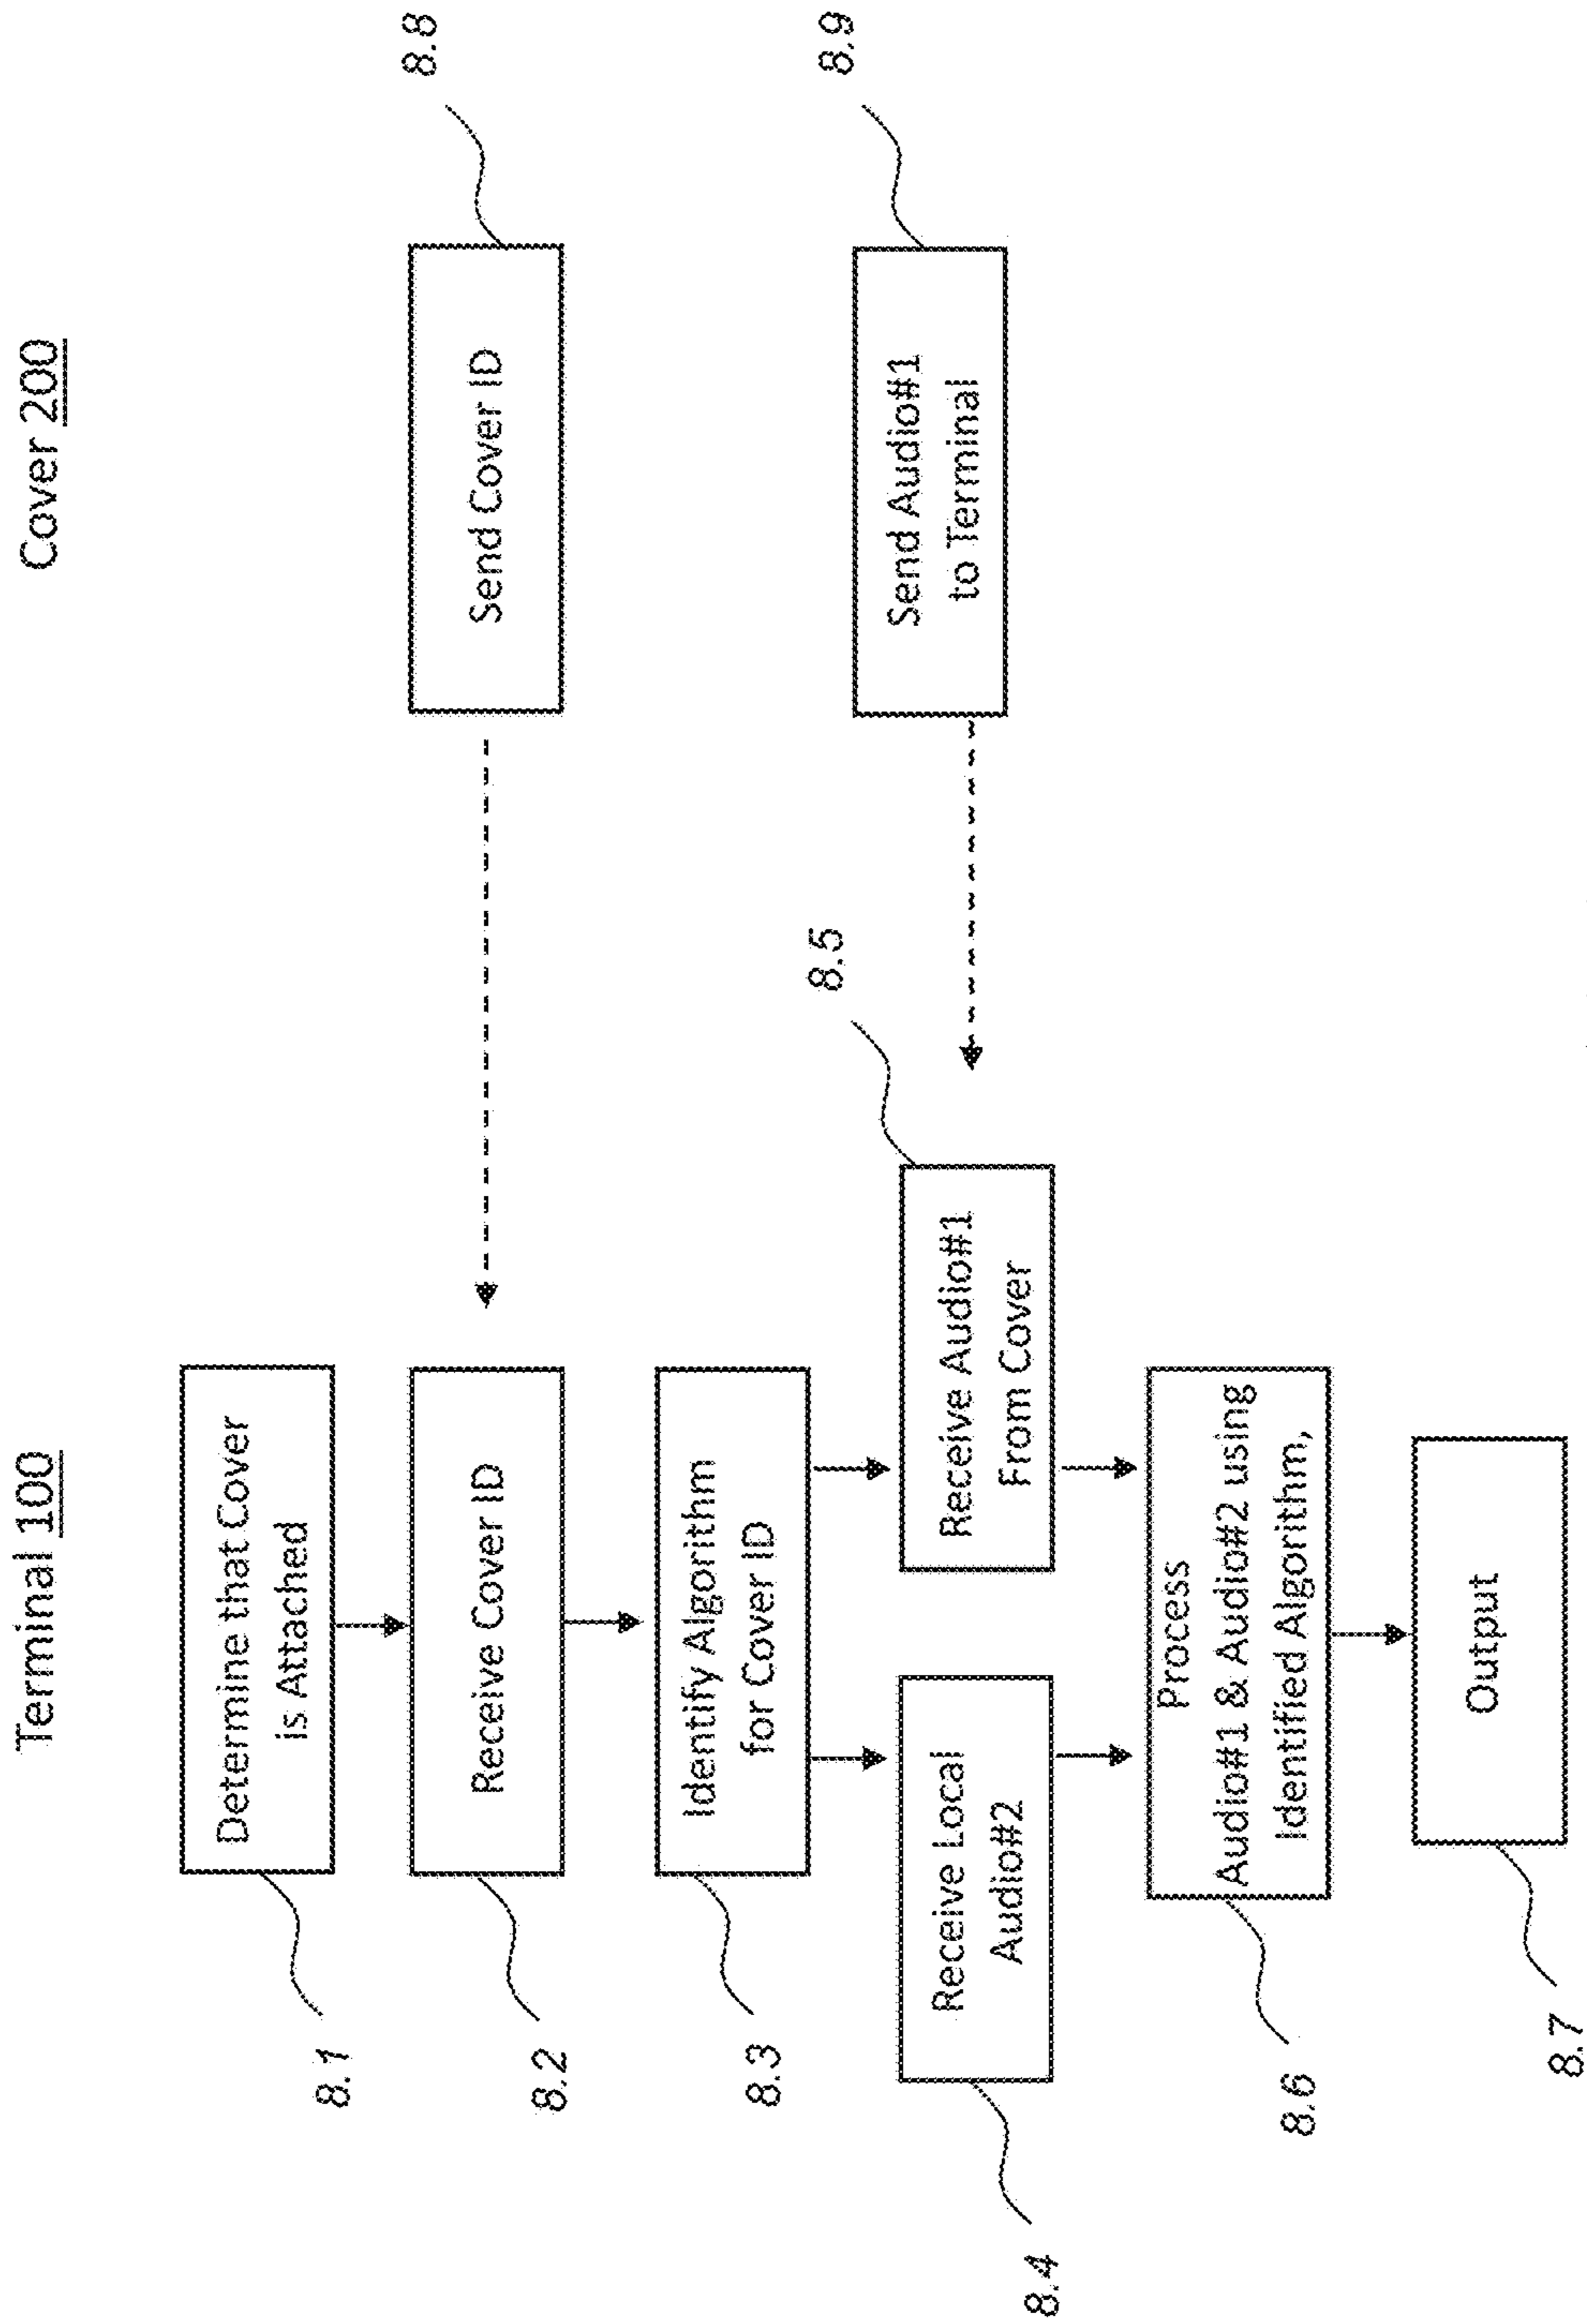 Terminal 100
Cover 200
Determine that Cover
is Attached
8.1
Receive Cover ID
8.2
Send Cover ID
8.8
Identify Algorithm
for Cover ID
8.3
Receive Local
Audio#2
8.4
Receive Audio#1
From Cover
8.5
Send Audio#1
to Terminal
8.9
Process
Audio#1 & Audio#2 using
Identified Algorithm,
8.6
Output
8.7